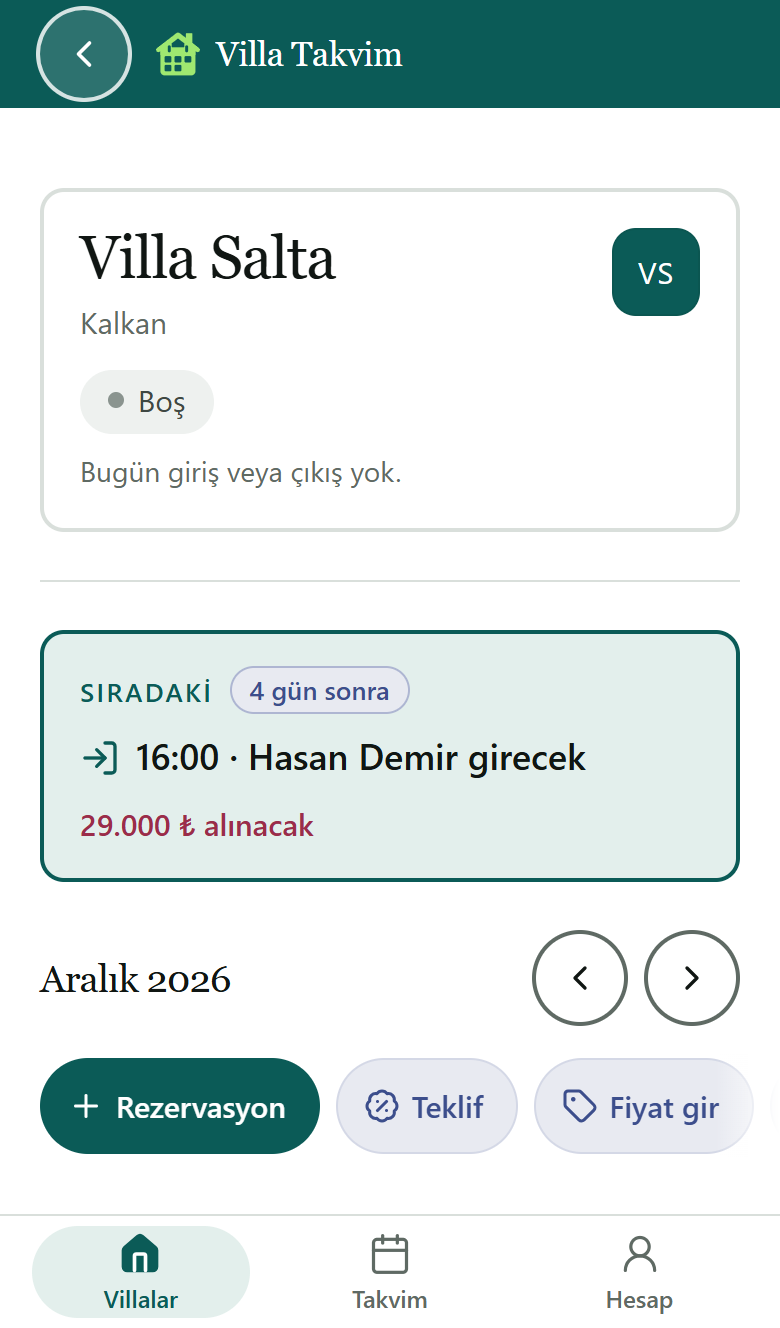 Villa Takvim
Villa Salta
VS
Kalkan
Boş
Bugün giriş veya çıkış yok.
SIRADAKİ
4 gün sonra
16:00 · Hasan Demir girecek
29.000 ₺ alınacak
Aralık 2026
Rezervasyon
Teklif
Fiyat gir
Villalar
Takvim
Hesap